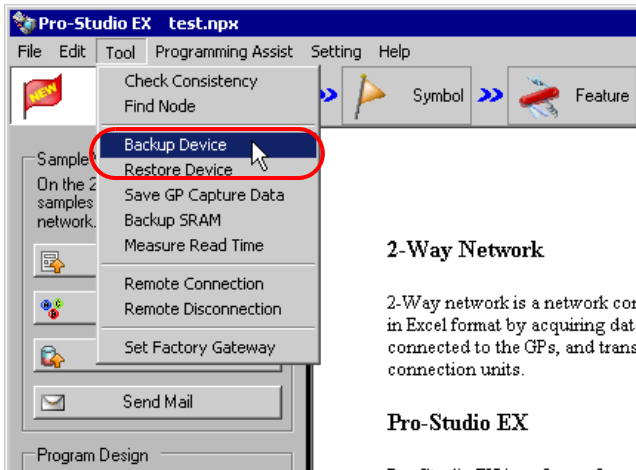 Pro-Studio EX test.npx
File Edit Tool Programming Assist Setting Help
NEW
Symbol
Feature
Check Consistency
Find Node
Backup Device
Restore Device
Save GP Capture Data
Backup SRAM
Measure Read Time
Remote Connection
Remote Disconnection
Set Factory Gateway
Sample
On the 2
samples
network.
Send Mail
Program Design
2-Way Network
2-Way network is a network con
in Excel format by acquiring dat
connected to the GPs, and trans
connection units.
Pro-Studio EX